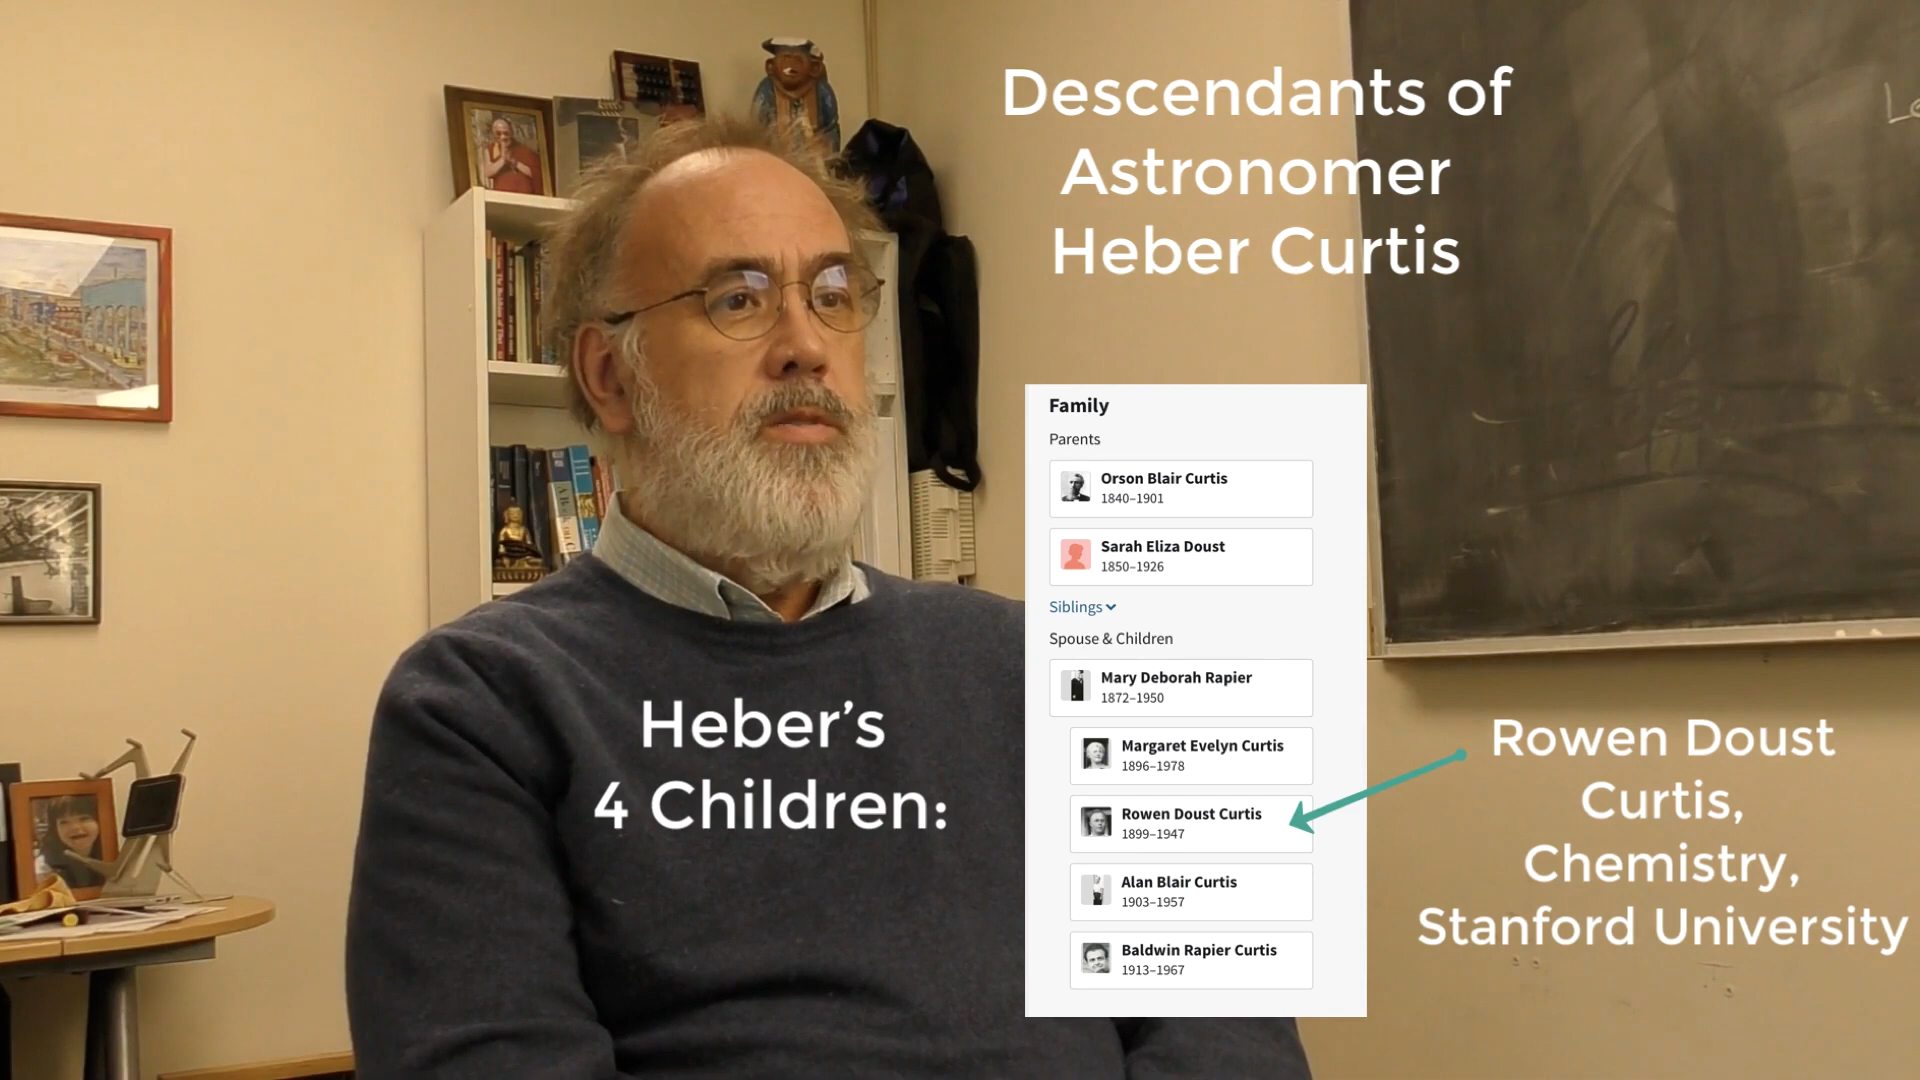 Descendants of
Astronomer
Heber Curtis
Family
Parents
Orson Blair Curtis
1840–1901
Sarah Eliza Doust
1850–1926
Siblings
Spouse & Children
Mary Deborah Rapier
1872–1950
Margaret Evelyn Curtis
1896–1978
Rowen Doust Curtis
1899–1947
Alan Blair Curtis
1903–1957
Baldwin Rapier Curtis
1913–1967
Heber’s
4 Children:
Rowen Doust
Curtis,
Chemistry,
Stanford University